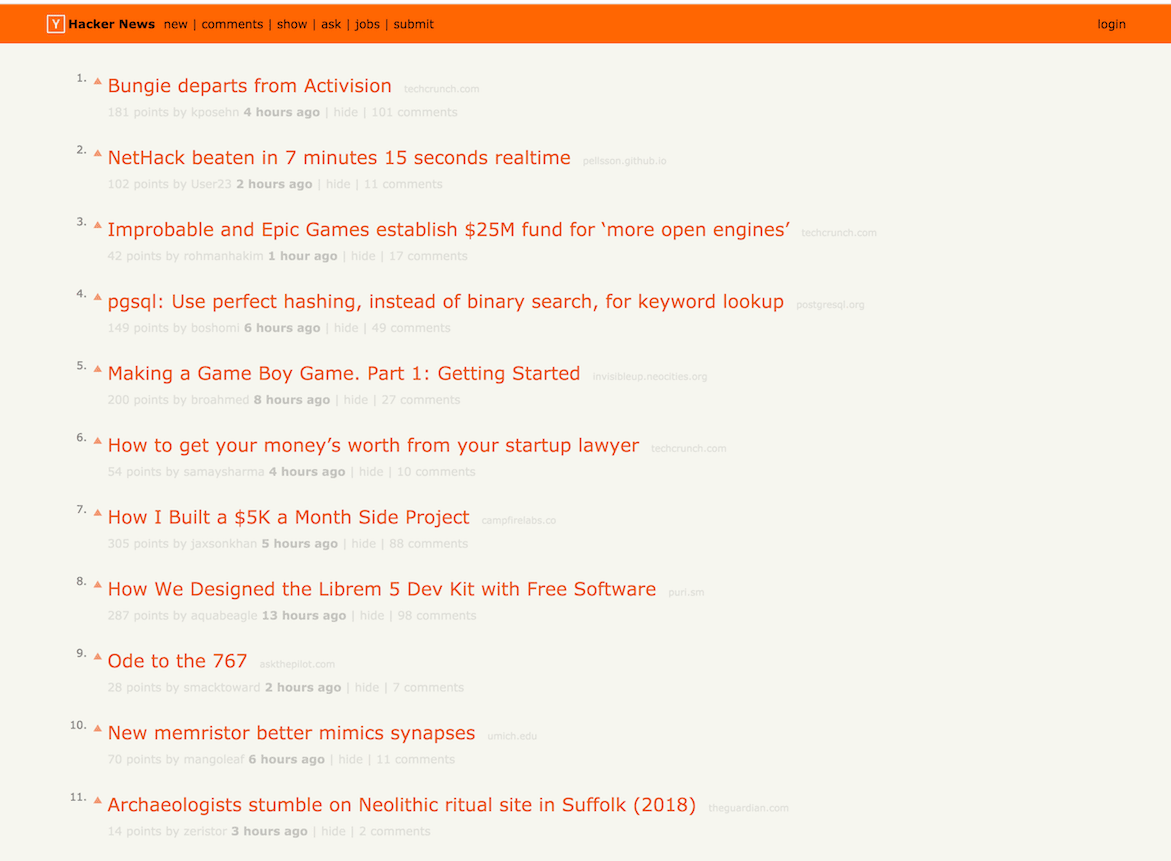 Y Hacker News new | comments | show | ask | jobs | submit login
1. Bungie departs from Activision techcrunch.com
181 points by kposehn 4 hours ago | hide | 101 comments
2. NetHack beaten in 7 minutes 15 seconds realtime pellsson.github.io
102 points by User23 2 hours ago | hide | 11 comments
3. Improbable and Epic Games establish $25M fund for ‘more open engines’ techcrunch.com
42 points by rohmanhakim 1 hour ago | hide | 17 comments
4. pgsql: Use perfect hashing, instead of binary search, for keyword lookup postgresql.org
149 points by boshomi 6 hours ago | hide | 49 comments
5. Making a Game Boy Game. Part 1: Getting Started invisibleup.neocities.org
200 points by broahmed 8 hours ago | hide | 27 comments
6. How to get your money’s worth from your startup lawyer techcrunch.com
54 points by samaysharma 4 hours ago | hide | 10 comments
7. How I Built a $5K a Month Side Project campfirelabs.co
305 points by jaxsonkhan 5 hours ago | hide | 88 comments
8. How We Designed the Librem 5 Dev Kit with Free Software puri.sm
287 points by aquabeagle 13 hours ago | hide | 98 comments
9. Ode to the 767 askthepilot.com
28 points by smacktoward 2 hours ago | hide | 7 comments
10. New memristor better mimics synapses umich.edu
70 points by mangoleaf 6 hours ago | hide | 11 comments
11. Archaeologists stumble on Neolithic ritual site in Suffolk (2018) theguardian.com
14 points by zeristor 3 hours ago | hide | 2 comments